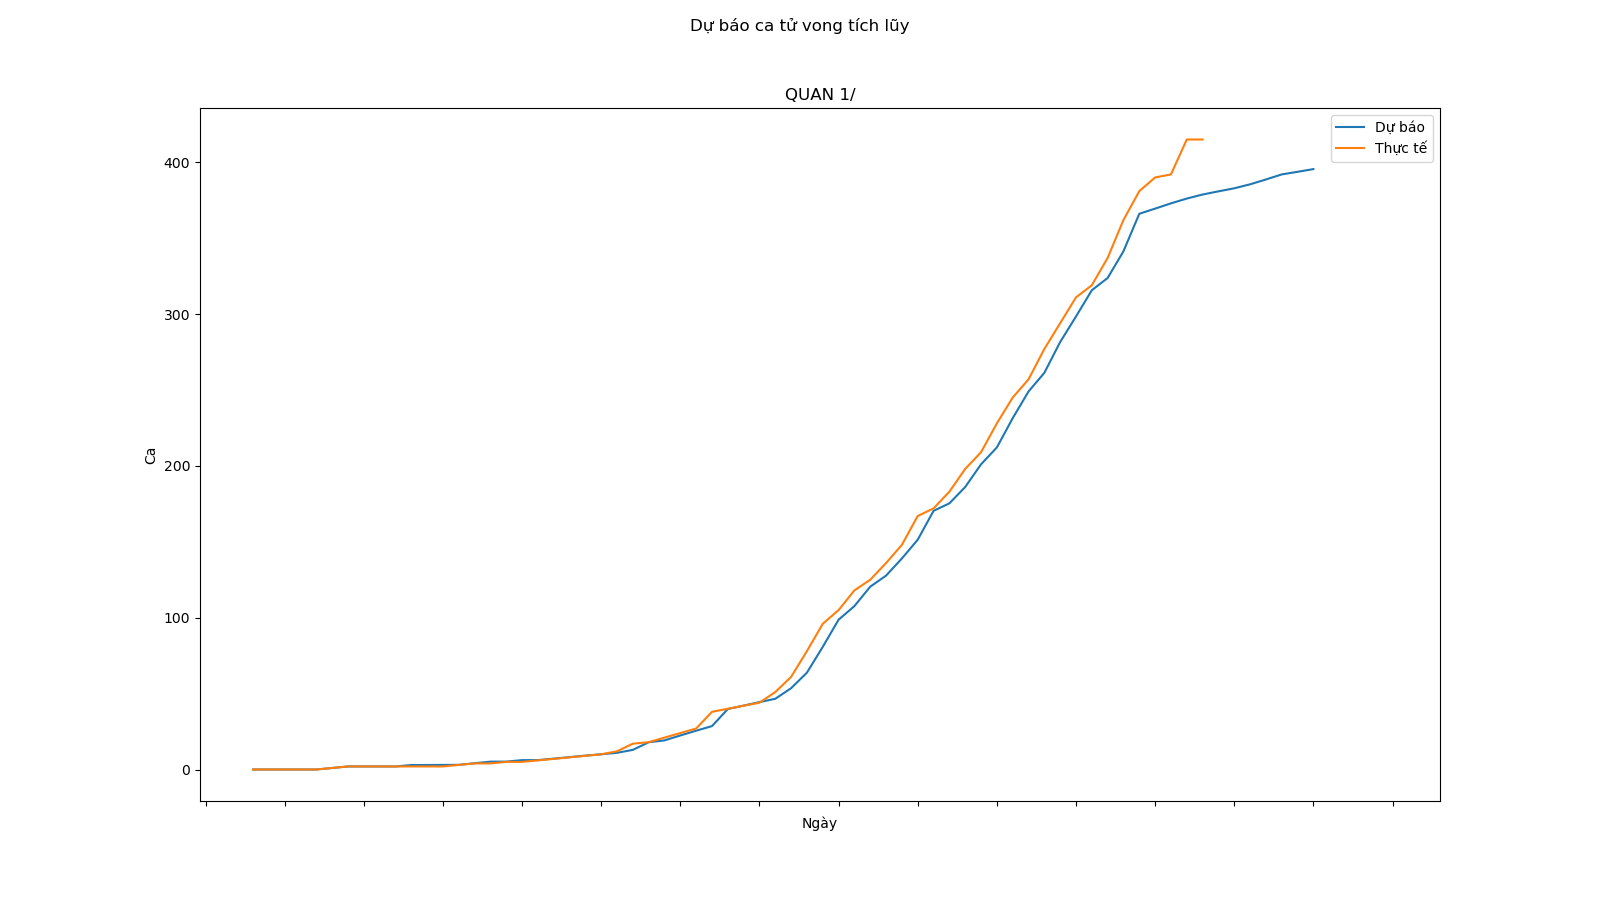 Dự báo ca tử vong tích lũy
QUAN 1/
Dự báo
Thực tế
400
300
200
100
0
Ca
Ngày